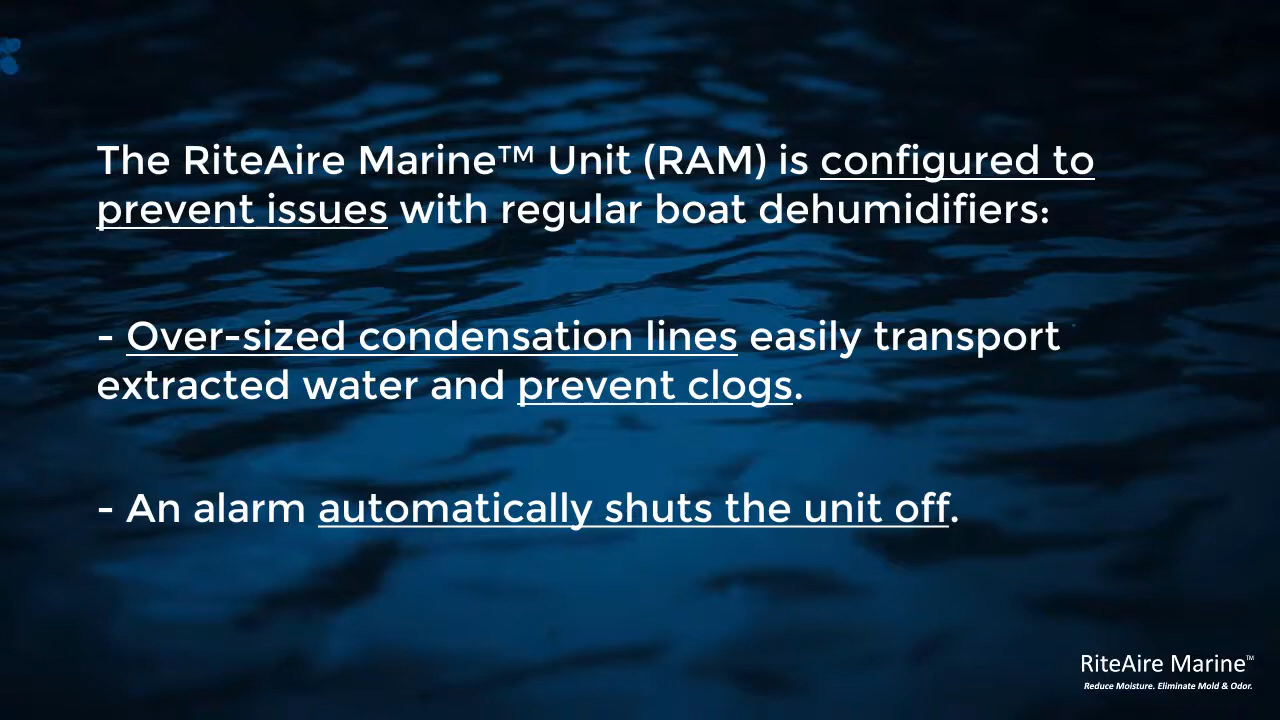 The RiteAire Marine™ Unit (RAM) is configured to
prevent issues with regular boat dehumidifiers:
- Over-sized condensation lines easily transport
extracted water and prevent clogs.
- An alarm automatically shuts the unit off.
RiteAire Marine™
Reduce Moisture. Eliminate Mold & Odor.